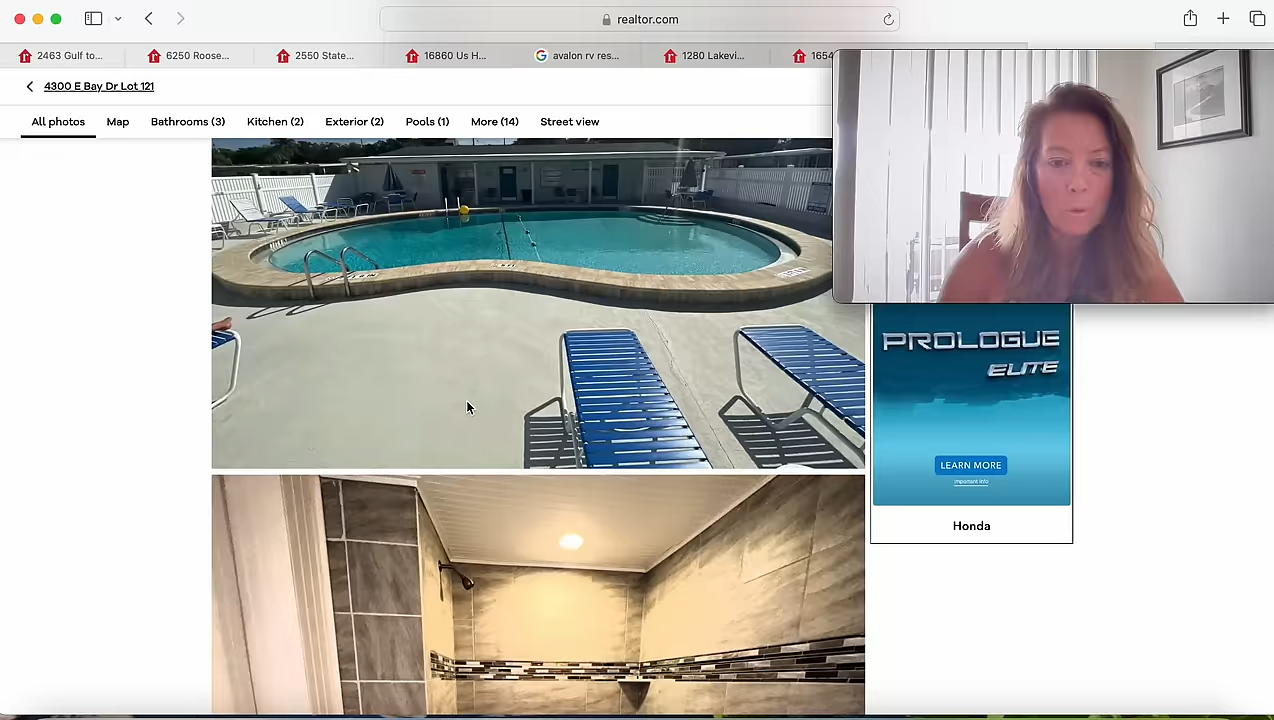 realtor.com
2463 Gulf to...
6250 Roose...
2550 State...
16860 Us H...
avalon rv res...
1280 Lakevi...
1654
4300 E Bay Dr Lot 121
All photos
Map
Bathrooms (3)
Kitchen (2)
Exterior (2)
Pools (1)
More (14)
Street view
PROLOGUE
ELITE
LEARN MORE
Important info
Honda